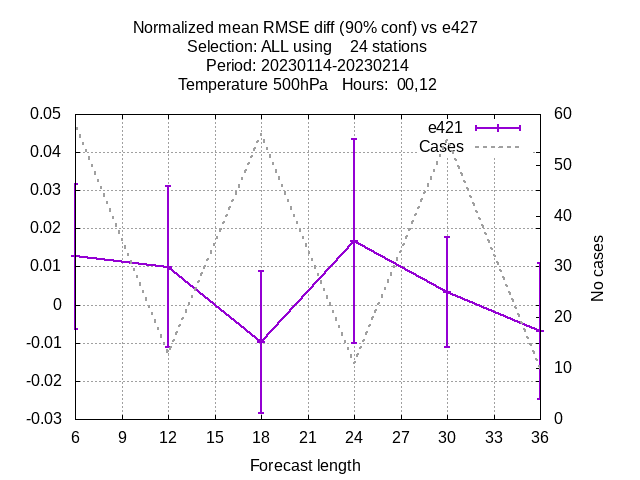 Normalized mean RMSE diff (90% conf) vs e427
Selection: ALL using    24 stations
Period: 20230114-20230214
Temperature 500hPa   Hours:  00,12
0.05
0.04
0.03
0.02
0.01
0
-0.01
-0.02
-0.03
e421
Cases
60
50
40
30
20
10
0
No cases
6 9 12 15 18 21 24 27 30 33 36
Forecast length